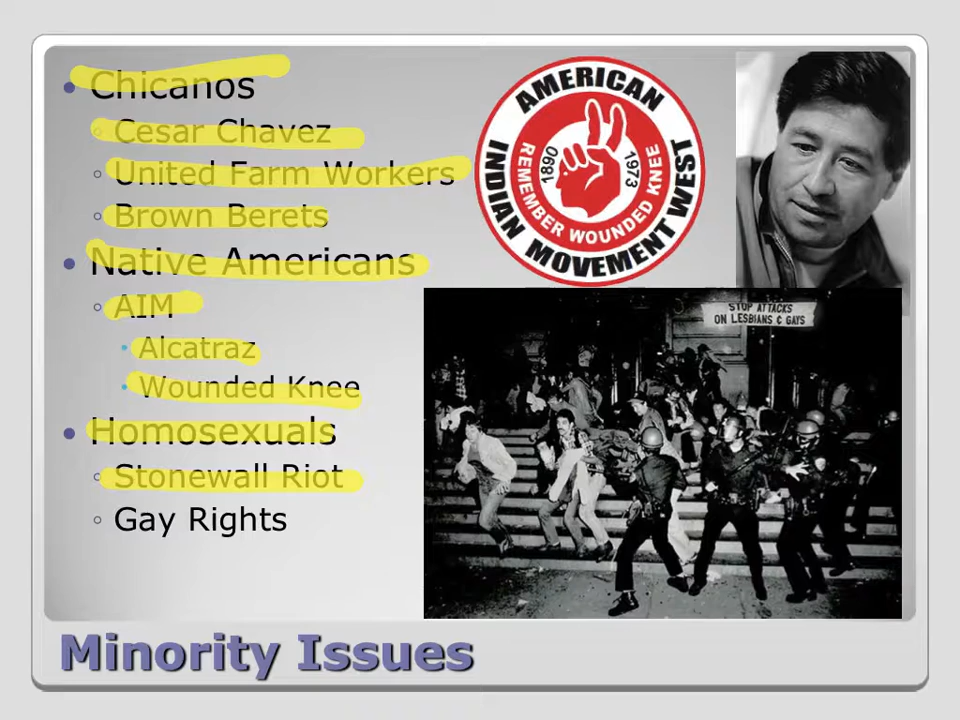 Chicanos
Cesar Chavez
United Farm Workers
Brown Berets
Native Americans
AIM
Alcatraz
Wounded Knee
Homosexuals
Stonewall Riot
Gay Rights
AMERICAN
INDIAN MOVEMENT WEST
REMEMBER WOUNDED KNEE
1890
1973
STOP ATTACKS
ON LESBIANS & GAYS
Minority Issues